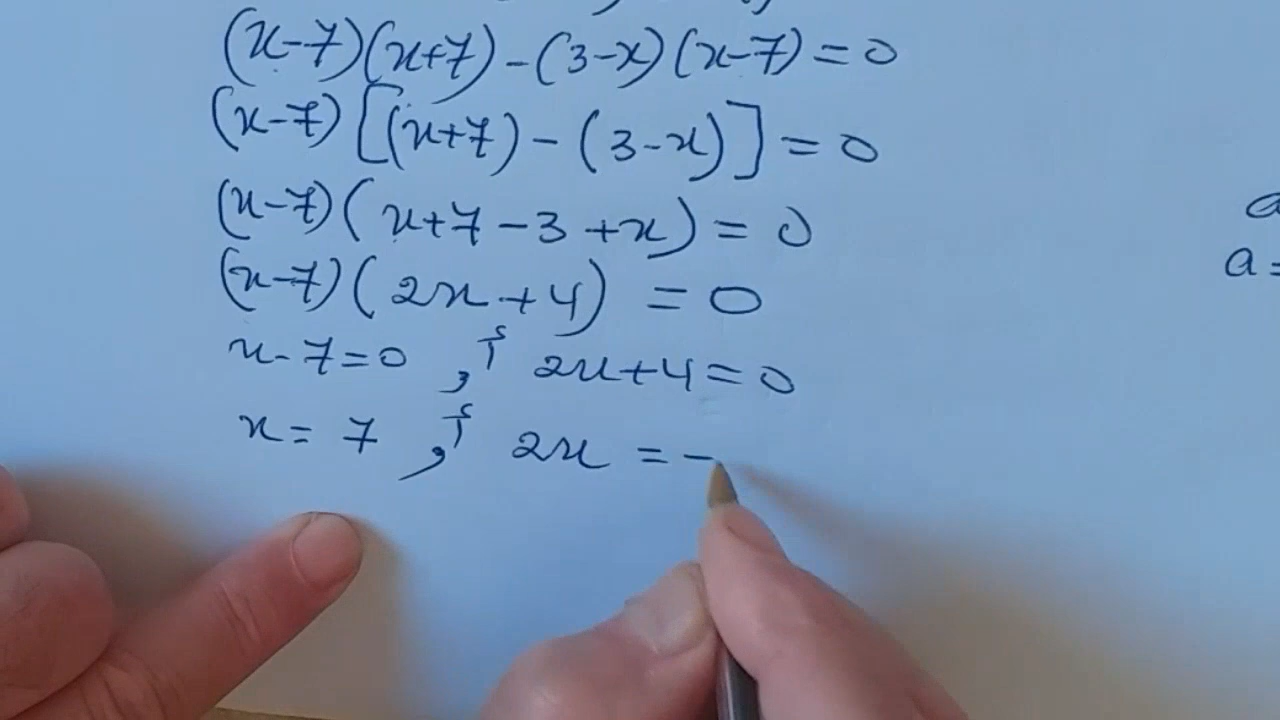 (x-7)(x+7)-(3-x)(x-7)=0
(x-7)[(x+7)-(3-x)]=0
(x-7)(x+7-3+x)=0
(x-7)(2x+4)=0
x-7=0, 2x+4=0
x=7, 2x=-
a
a=